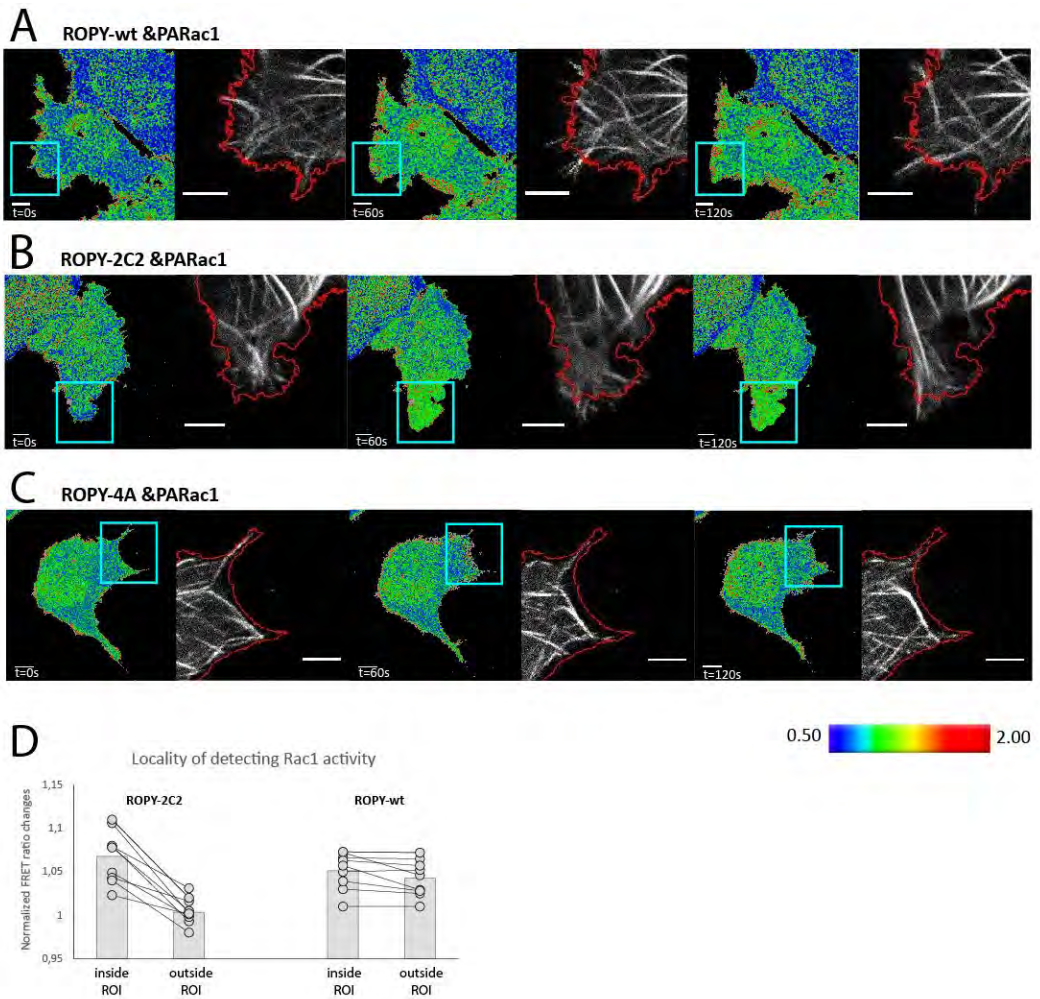 A ROPY-wt &PARac1
t=0s t=60s t=120s
B ROPY-2C2 &PARac1
t=0s t=60s t=120s
C ROPY-4A &PARac1
t=0s t=60s t=120s
0.50 2.00
D
Locality of detecting Rac1 activity
ROPY-2C2 ROPY-wt
Normalized FRET ratio changes
1,15
1,1
1,05
1
0,95
inside ROI outside ROI inside ROI outside ROI